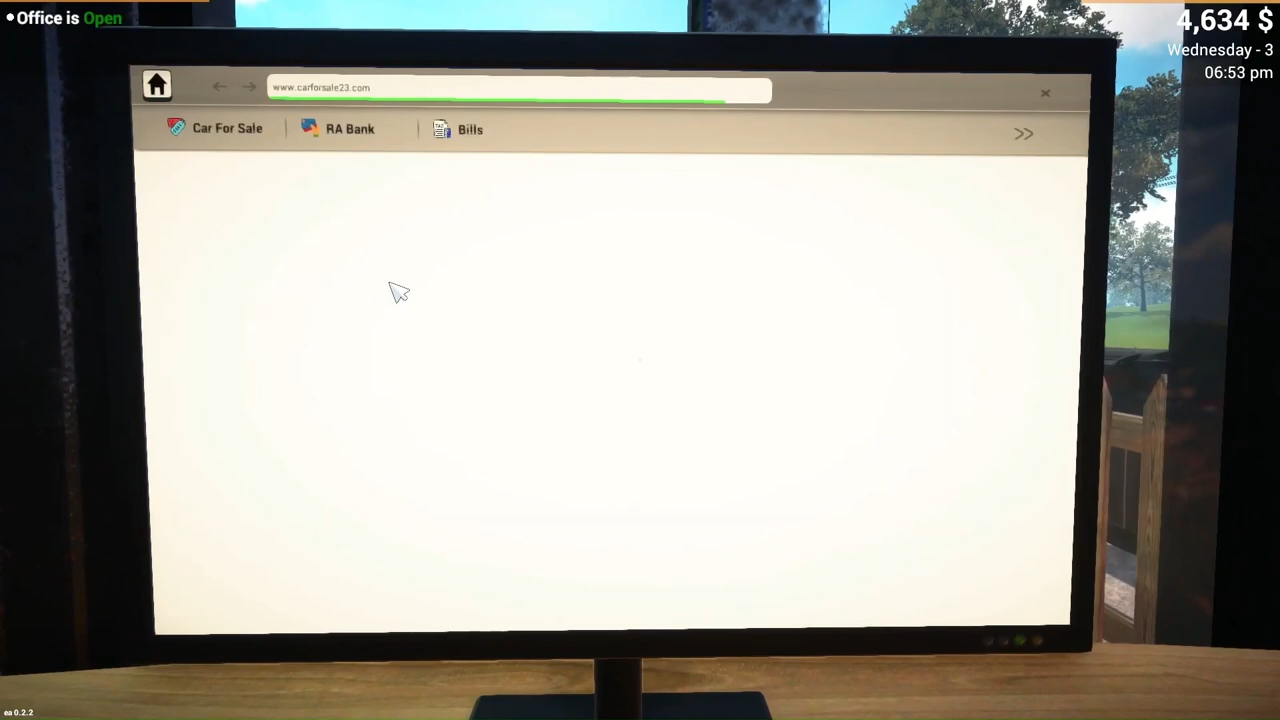 •Office is Open
4,634 $
Wednesday - 3
06:53 pm
www.carforsale23.com
Car For Sale
RA Bank
Bills
ea 0.2.2